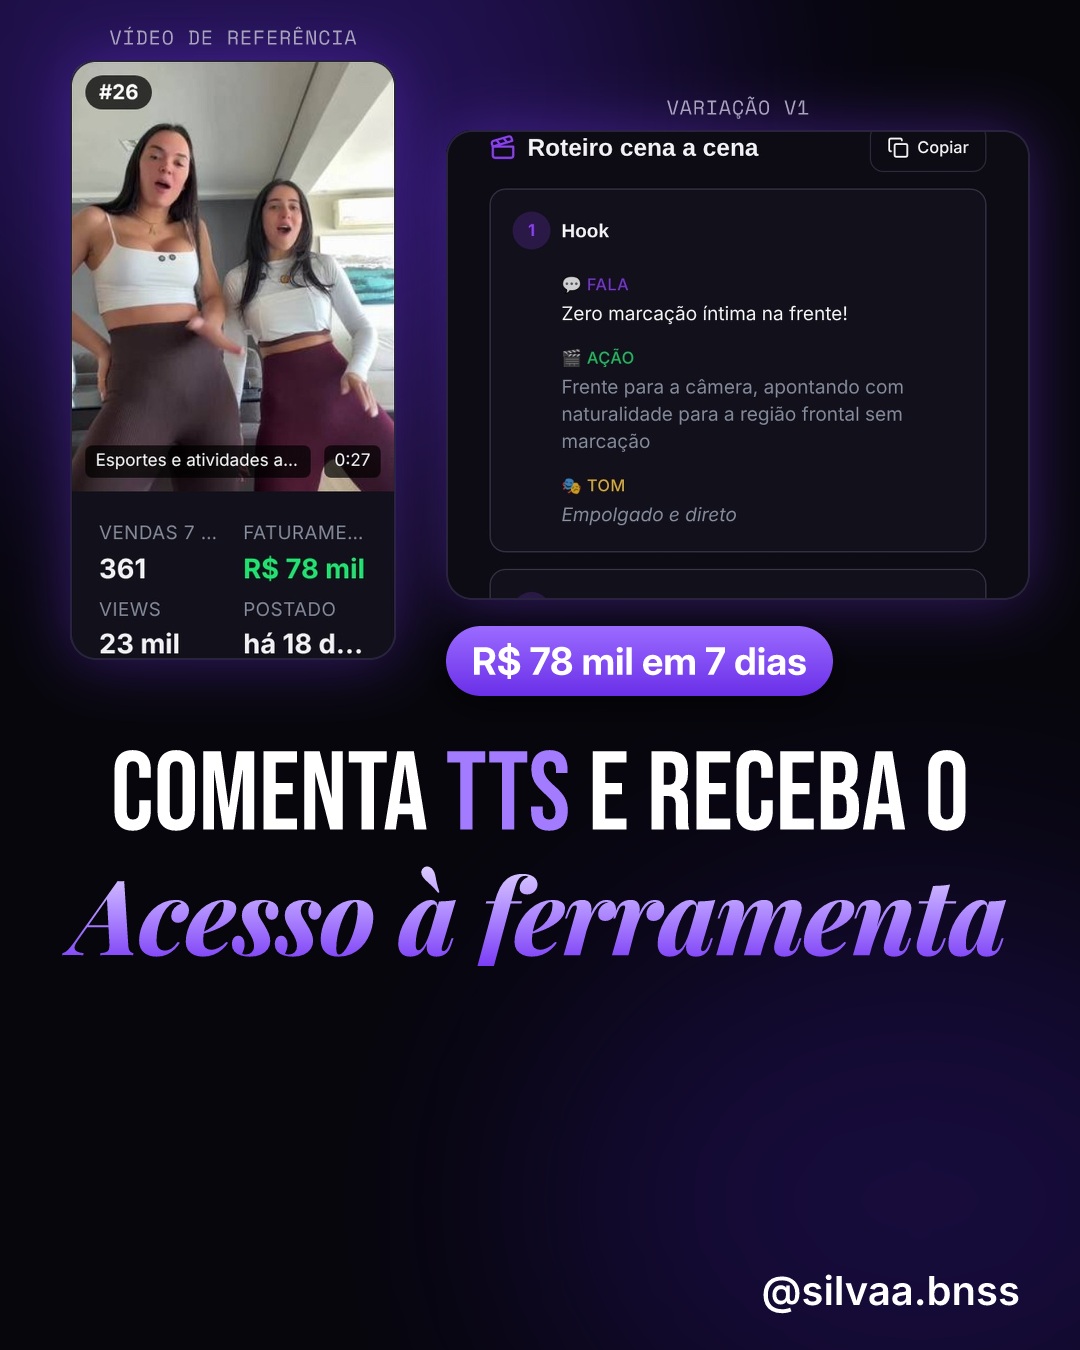 VÍDEO DE REFERÊNCIA
#26
Esportes e atividades a...
0:27
VENDAS 7 ...
FATURAME...
361
R$ 78 mil
VIEWS
POSTADO
23 mil
há 18 d...
VARIAÇÃO V1
Roteiro cena a cena
Copiar
1
Hook
FALA
Zero marcação íntima na frente!
AÇÃO
Frente para a câmera, apontando com
naturalidade para a região frontal sem
marcação
TOM
Empolgado e direto
R$ 78 mil em 7 dias
COMENTA TTS E RECEBA O
Acesso à ferramenta
@silvaa.bnss